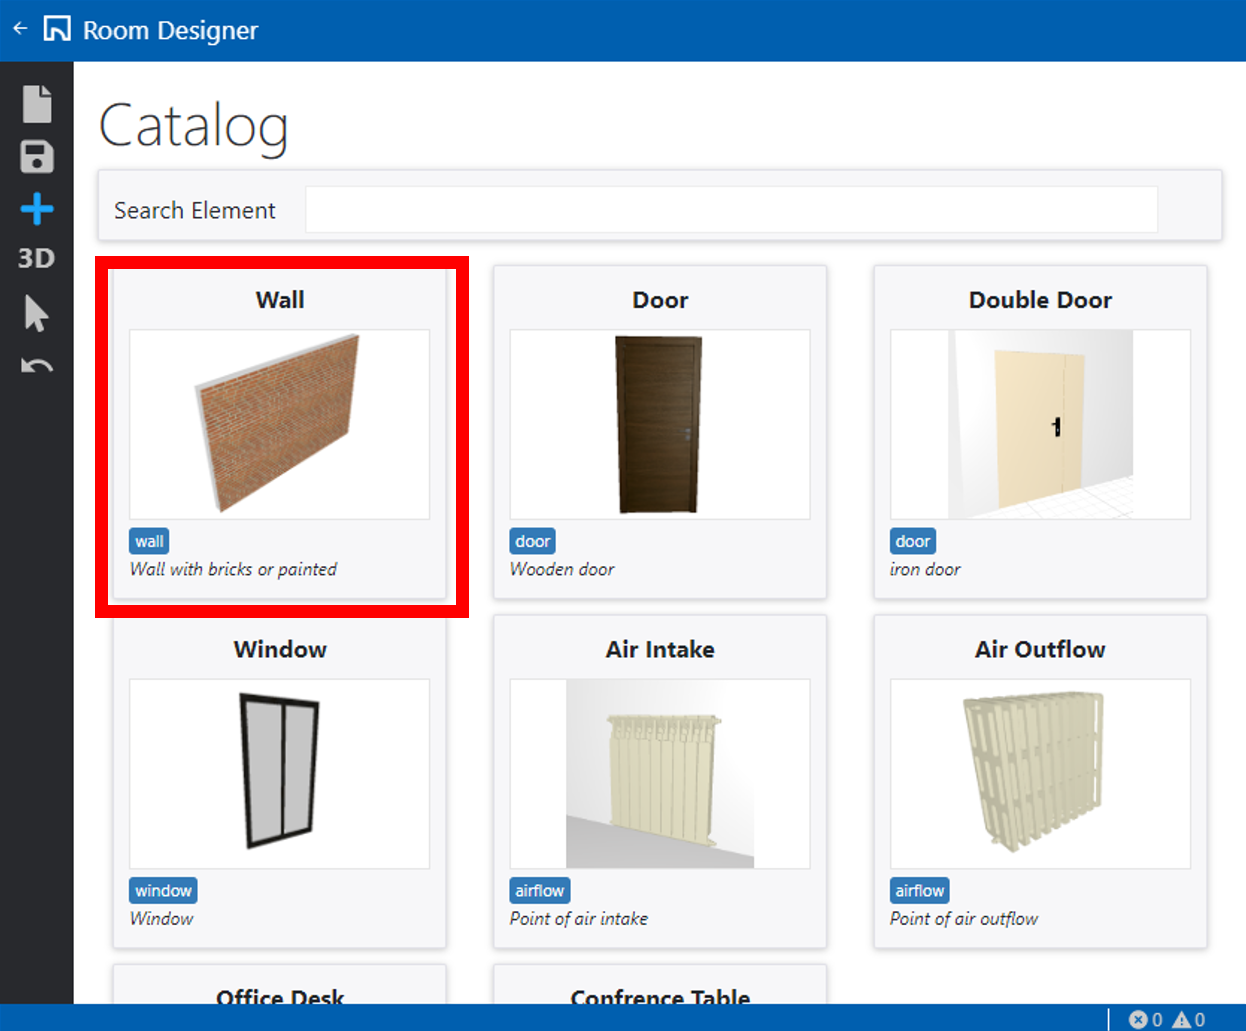 Room Designer
Catalog
Search Element
3D
Wall
wall
Wall with bricks or painted
Door
door
Wooden door
Double Door
door
iron door
Window
window
Window
Air Intake
airflow
Point of air intake
Air Outflow
airflow
Point of air outflow
Office Desk
Confrence Table
0 0